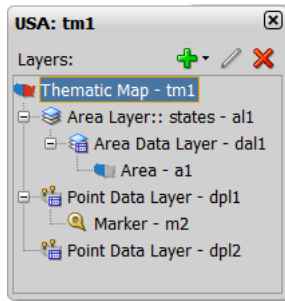 USA: tm1
Layers:
Thematic Map - tm1
Area Layer:: states - al1
Area Data Layer - dal1
Area - a1
Point Data Layer - dpl1
Marker - m2
Point Data Layer - dpl2